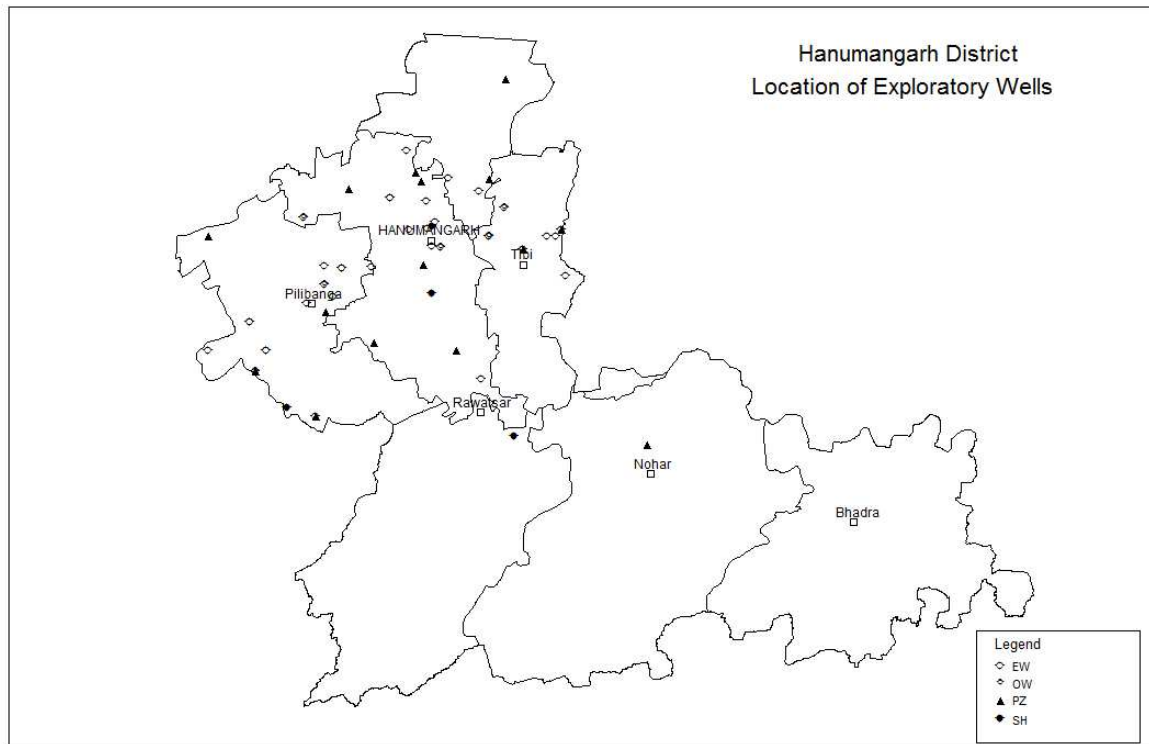 Hanumangarh District
Location of Exploratory Wells
HANUMANGARH
Tibi
Pilibanga
Rawatsar
Nohar
Bhadra
Legend
EW
OW
PZ
SH